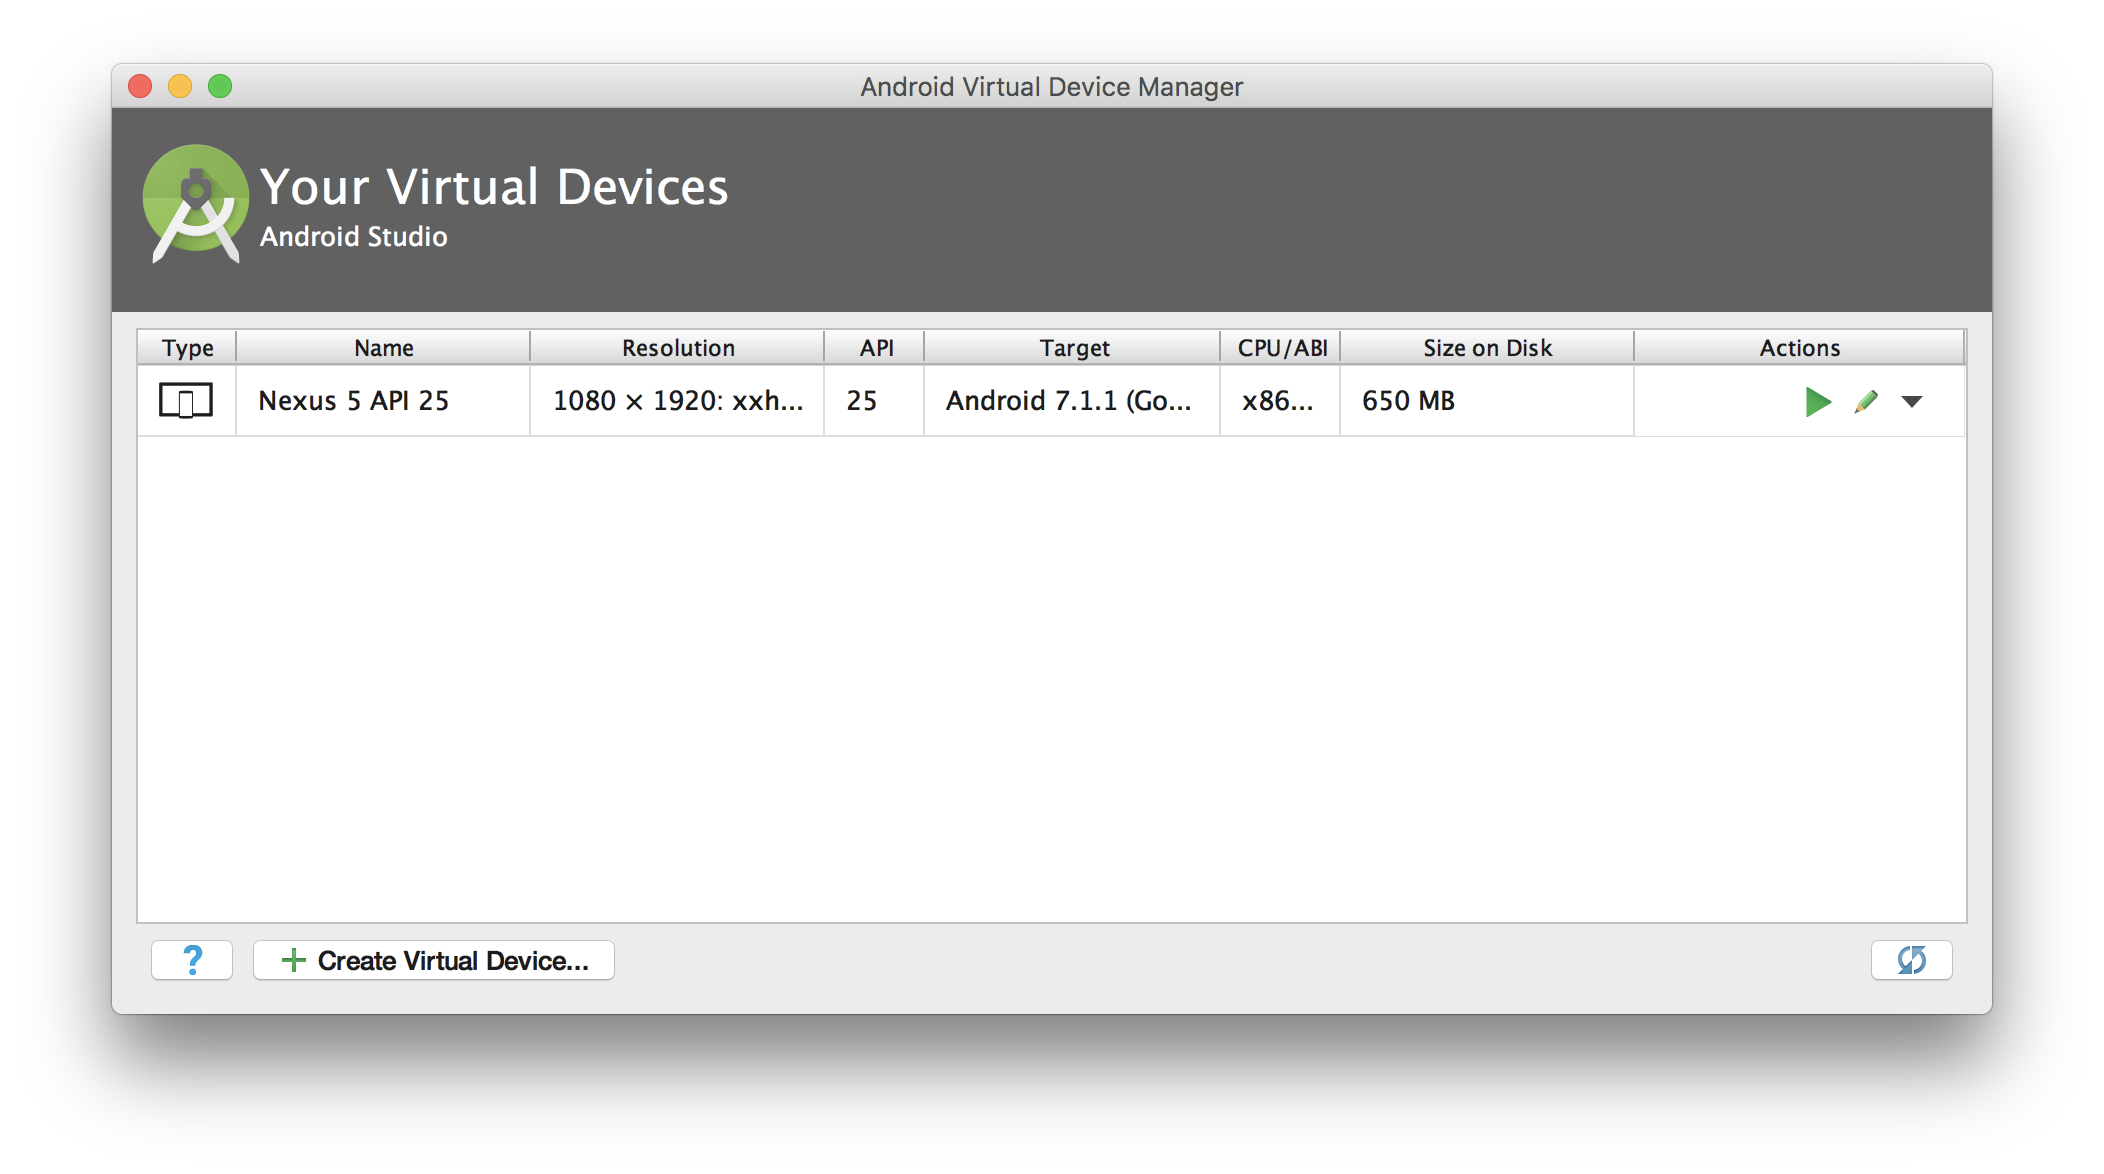 Android Virtual Device Manager
Your Virtual Devices
Android Studio
Type Name Resolution API Target CPU/ABI Size on Disk Actions
Nexus 5 API 25 1080 × 1920: xxh... 25 Android 7.1.1 (Go... x86... 650 MB
? Create Virtual Device...